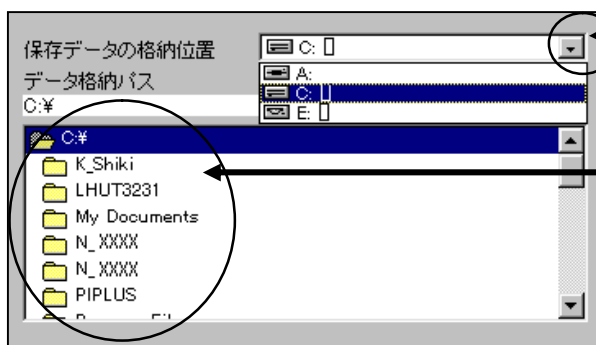 保存データの格納位置
C: []
データ格納パス
A:
C: []
E: []
C:¥
C:¥
K_Shiki
LHUT3231
My Documents
N_XXXX
N_XXXX
PIPLUS